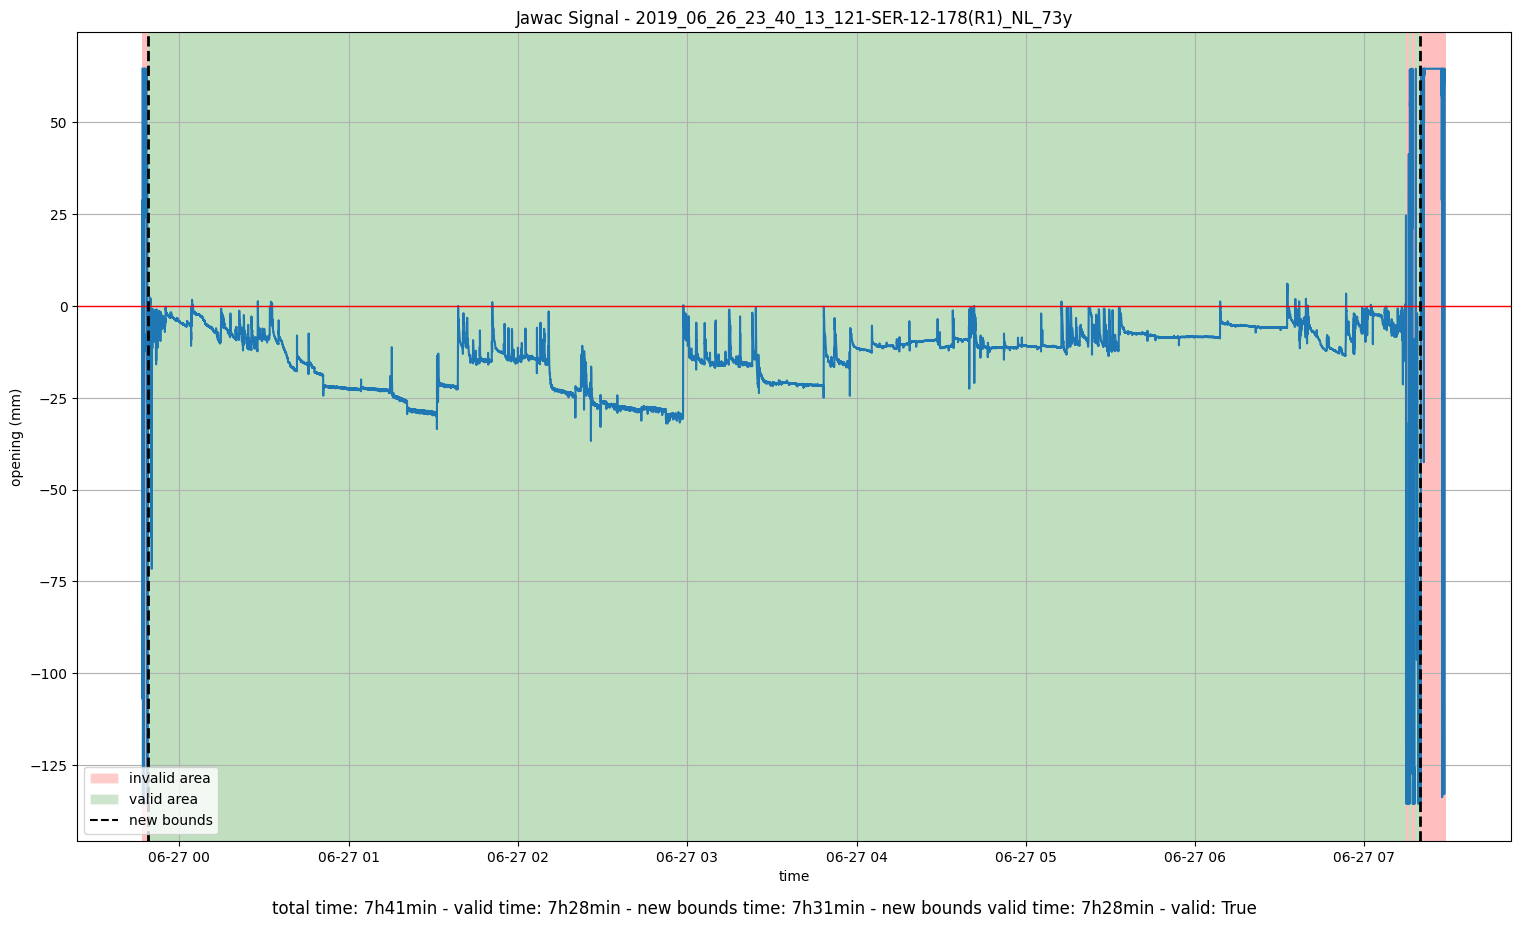 Jawac Signal - 2019_06_26_23_40_13_121-SER-12-178(R1)_NL_73y
opening (mm)
50
25
0
−25
−50
−75
−100
−125
invalid area
valid area
new bounds
06-27 00 06-27 01 06-27 02 06-27 03 06-27 04 06-27 05 06-27 06 06-27 07
time
total time: 7h41min - valid time: 7h28min - new bounds time: 7h31min - new bounds valid time: 7h28min - valid: True